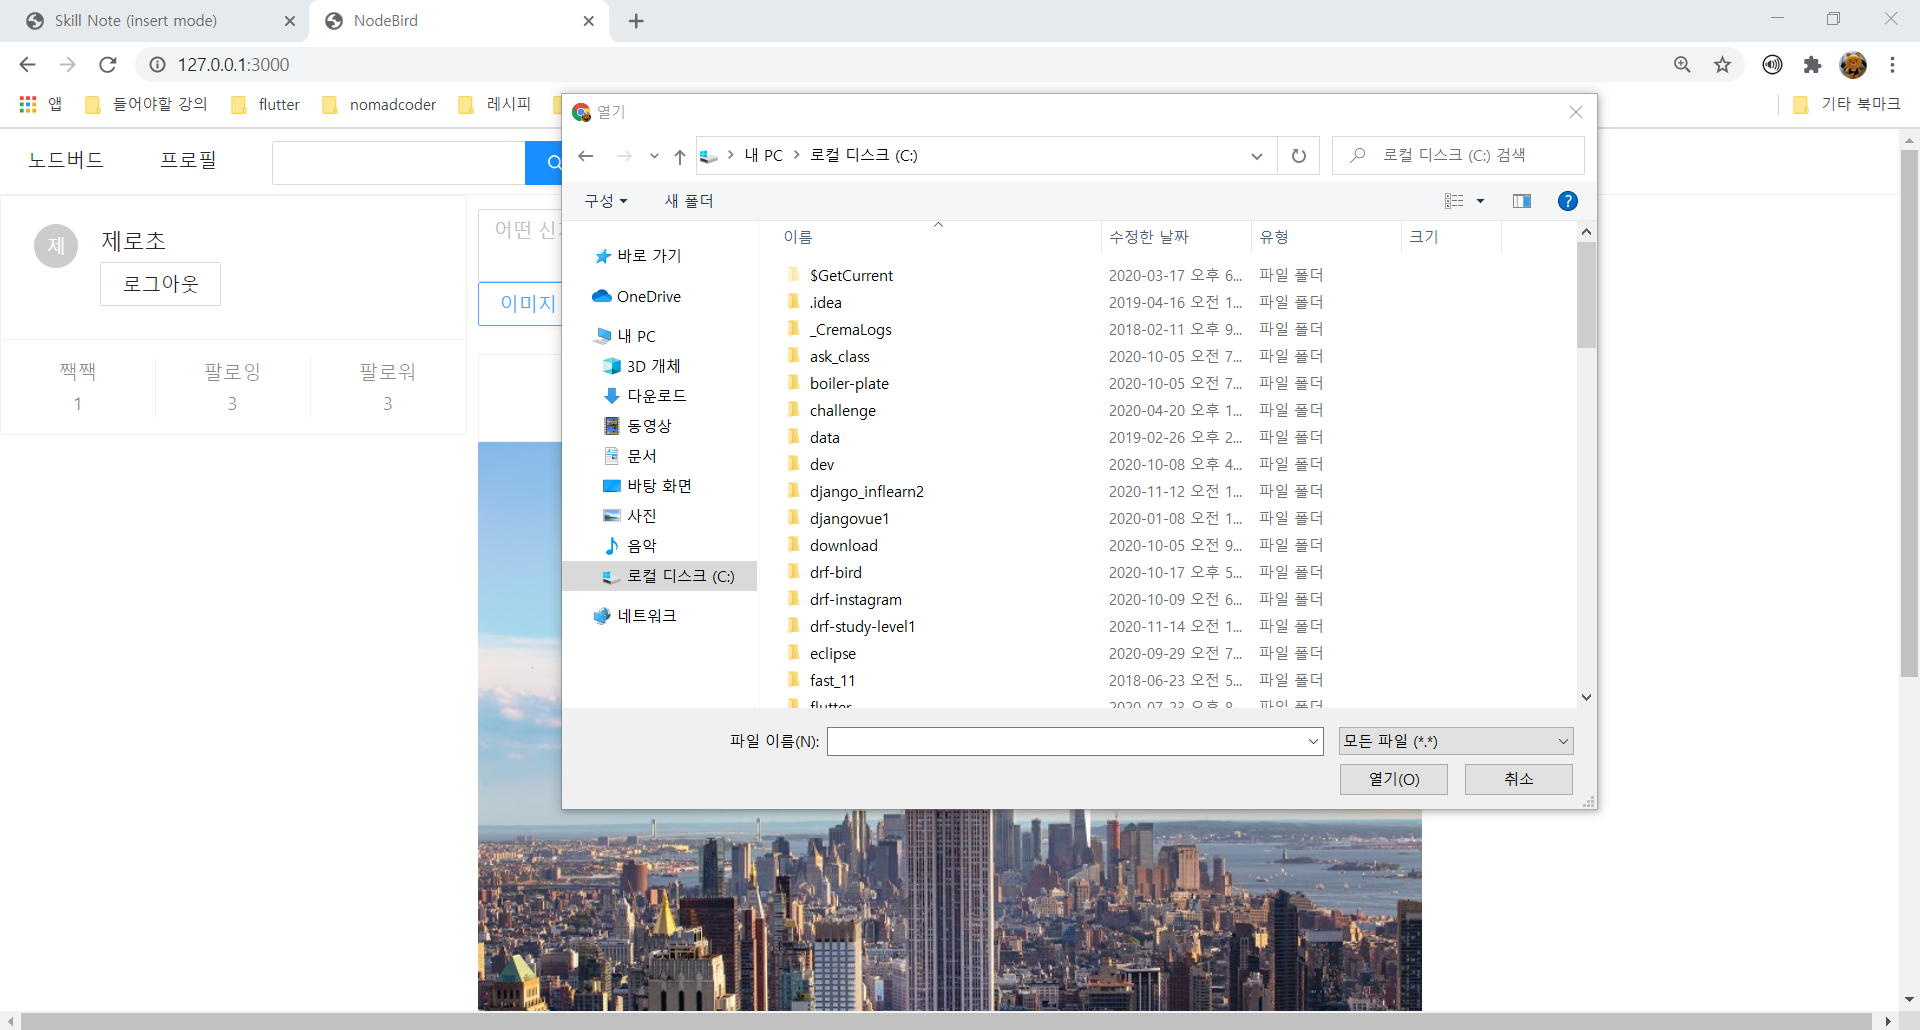 Skill Note (insert mode)
NodeBird
127.0.0.1:3000
앱
들어야할 강의
flutter
nomadcoder
레시피
기타 북마크
노드버드
프로필
제
제로초
로그아웃
짹짹
팔로잉
팔로워
1
3
3
어떤 신
이미지
열기
내 PC
로컬 디스크 (C:)
로컬 디스크 (C:) 검색
구성
새 폴더
바로 가기
OneDrive
내 PC
3D 개체
다운로드
동영상
문서
바탕 화면
사진
음악
로컬 디스크 (C:)
네트워크
이름 수정한 날짜 유형 크기
$GetCurrent 2020-03-17 오후 6... 파일 폴더
.idea 2019-04-16 오전 1... 파일 폴더
_CremaLogs 2018-02-11 오후 9... 파일 폴더
ask_class 2020-10-05 오전 7... 파일 폴더
boiler-plate 2020-10-05 오전 7... 파일 폴더
challenge 2020-04-20 오후 1... 파일 폴더
data 2019-02-26 오후 2... 파일 폴더
dev 2020-10-08 오후 4... 파일 폴더
django_inflearn2 2020-11-12 오전 1... 파일 폴더
djangovue1 2020-01-08 오전 1... 파일 폴더
download 2020-10-05 오전 9... 파일 폴더
drf-bird 2020-10-17 오후 5... 파일 폴더
drf-instagram 2020-10-09 오전 6... 파일 폴더
drf-study-level1 2020-11-14 오전 1... 파일 폴더
eclipse 2020-09-29 오전 7... 파일 폴더
fast_11 2018-06-23 오전 5... 파일 폴더
flutter 2020-07-23 오후 8... 파일 폴더
파일 이름(N):
모든 파일 (*.*)
열기(O)
취소